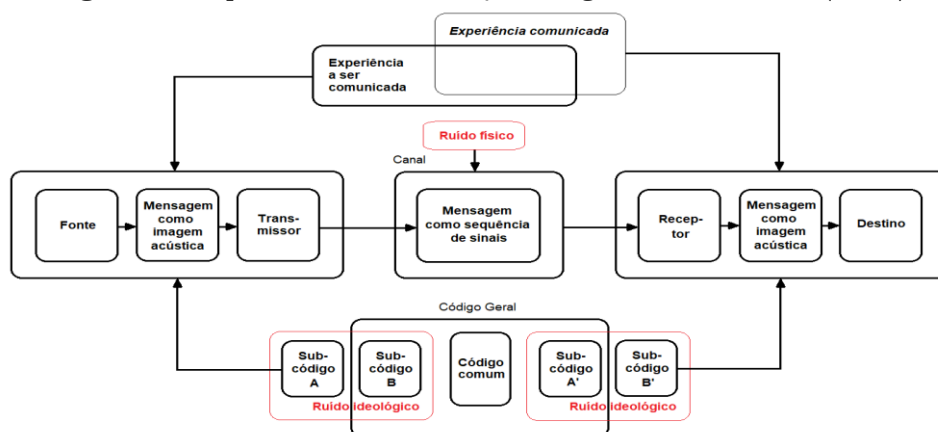 Experiência comunicada
Experiência
a ser
comunicada
Ruído físico
Canal
Fonte
Mensagem
como
imagem
acústica
Trans-
missor
Mensagem
como sequência
de sinais
Recep-
tor
Mensagem
como
imagem
acústica
Destino
Código Geral
Sub-
código
A
Sub-
código
B
Código
comum
Sub-
código
A'
Sub-
código
B'
Ruído ideológico
Ruído ideológico